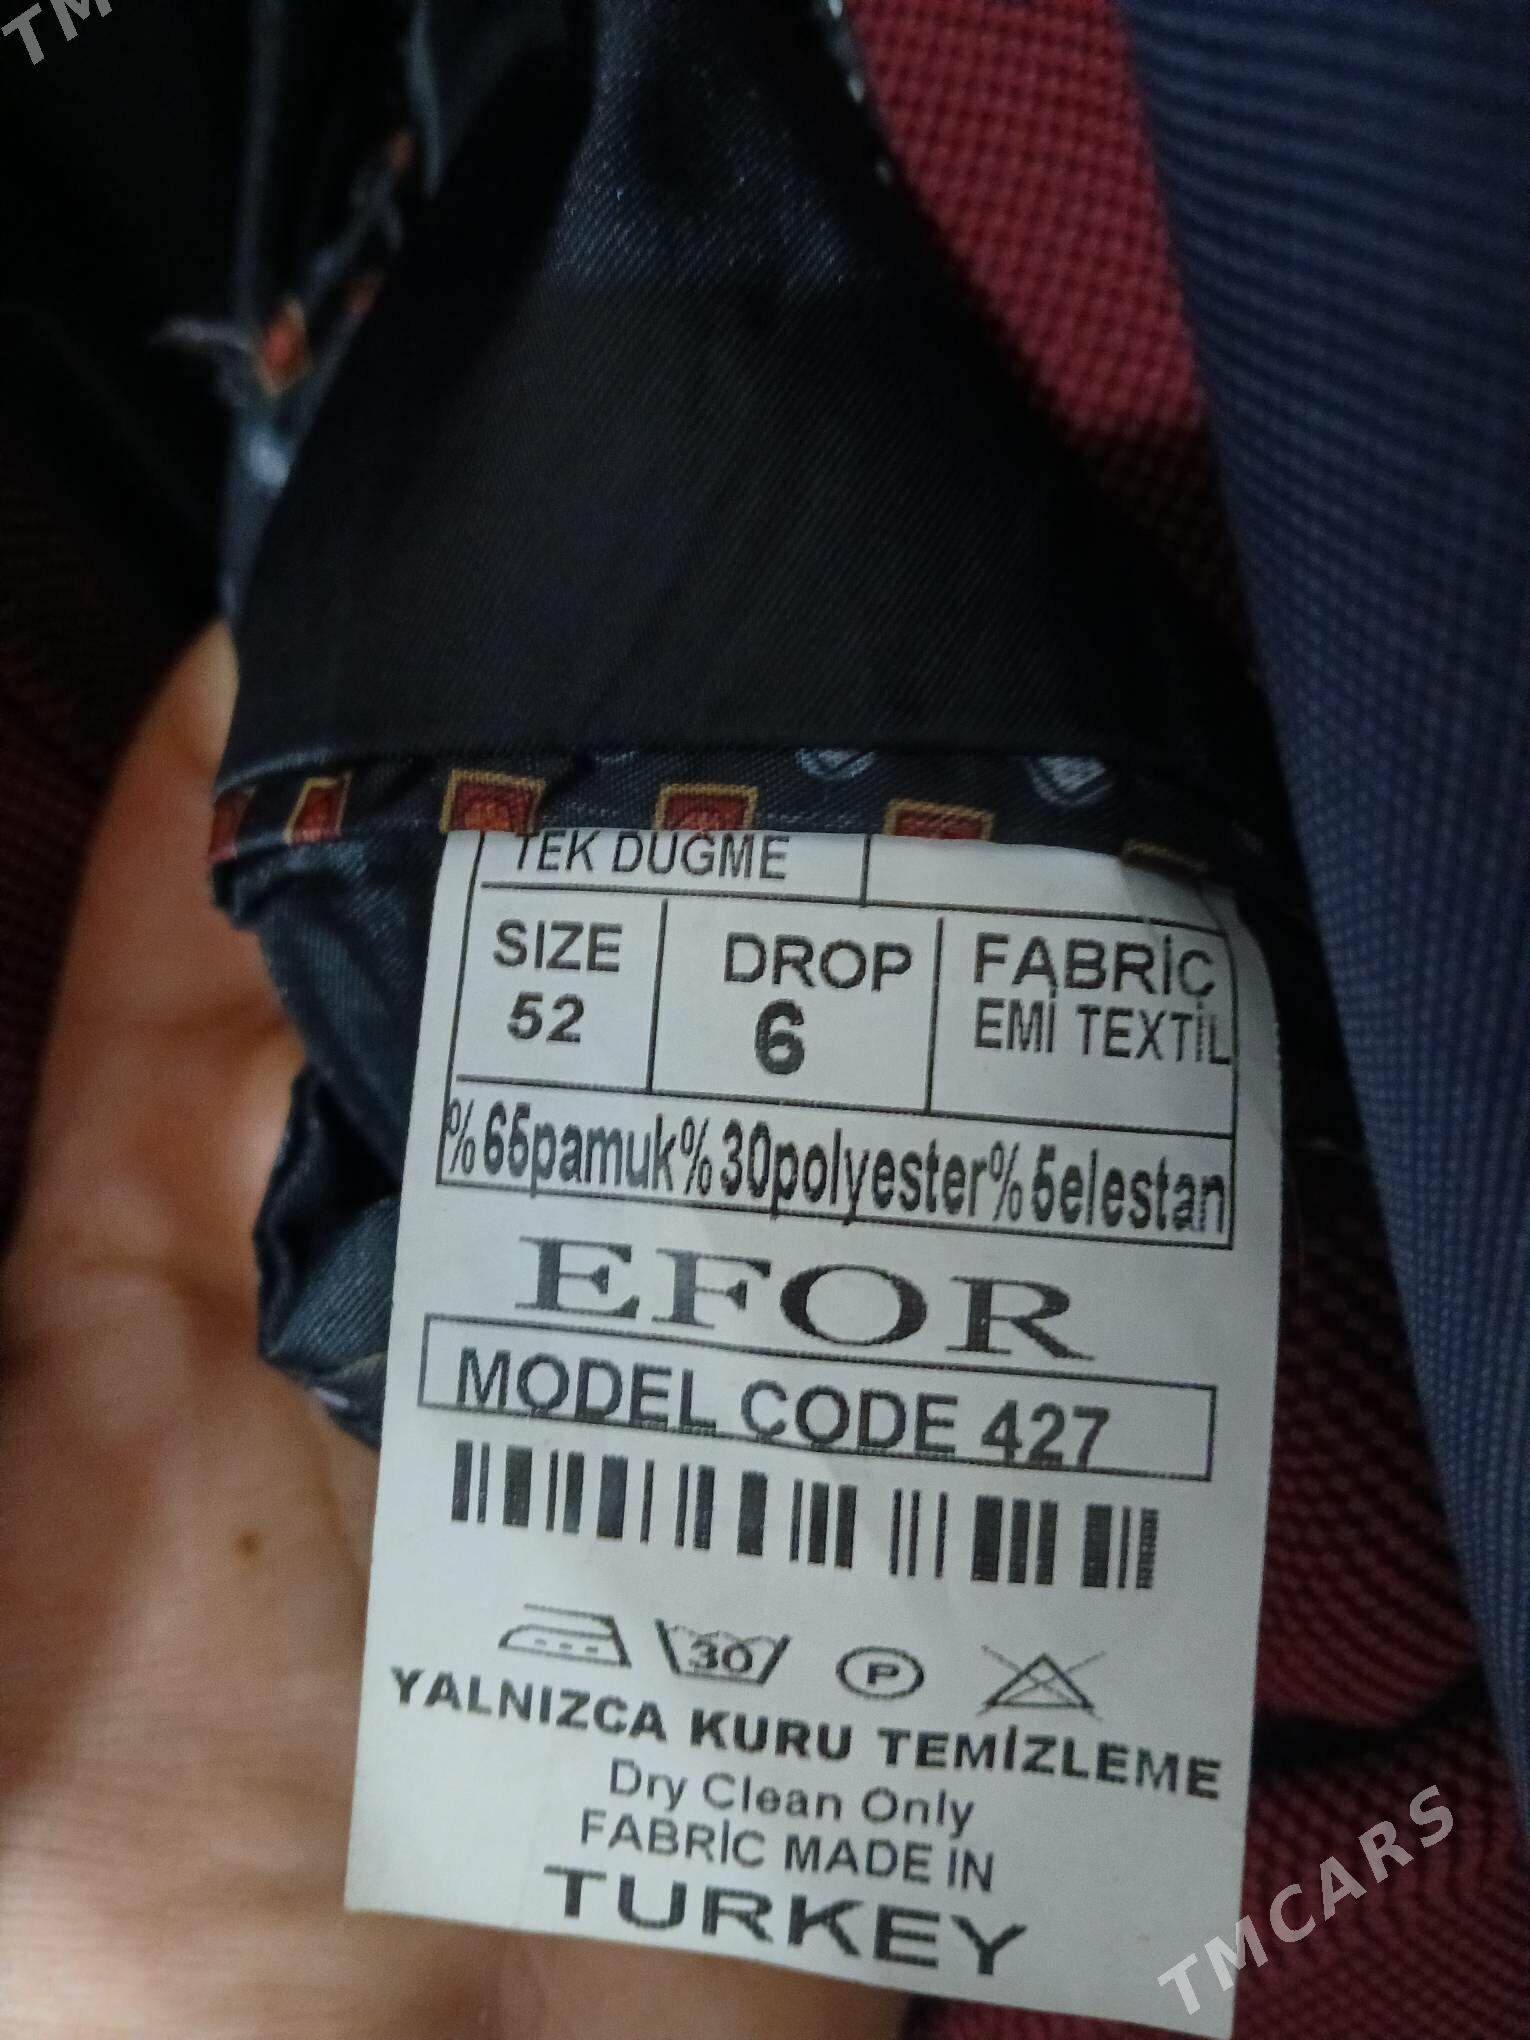 TM
TEK DÜĞME
SIZE
52
DROP
6
FABRİC
EMİ TEXTİL
%65pamuk%30polyester%5elestan
EFOR
MODEL CODE 427
30
P
YALNIZCA KURU TEMİZLEME
Dry Clean Only
FABRİC MADE IN
TURKEY
TMCARS